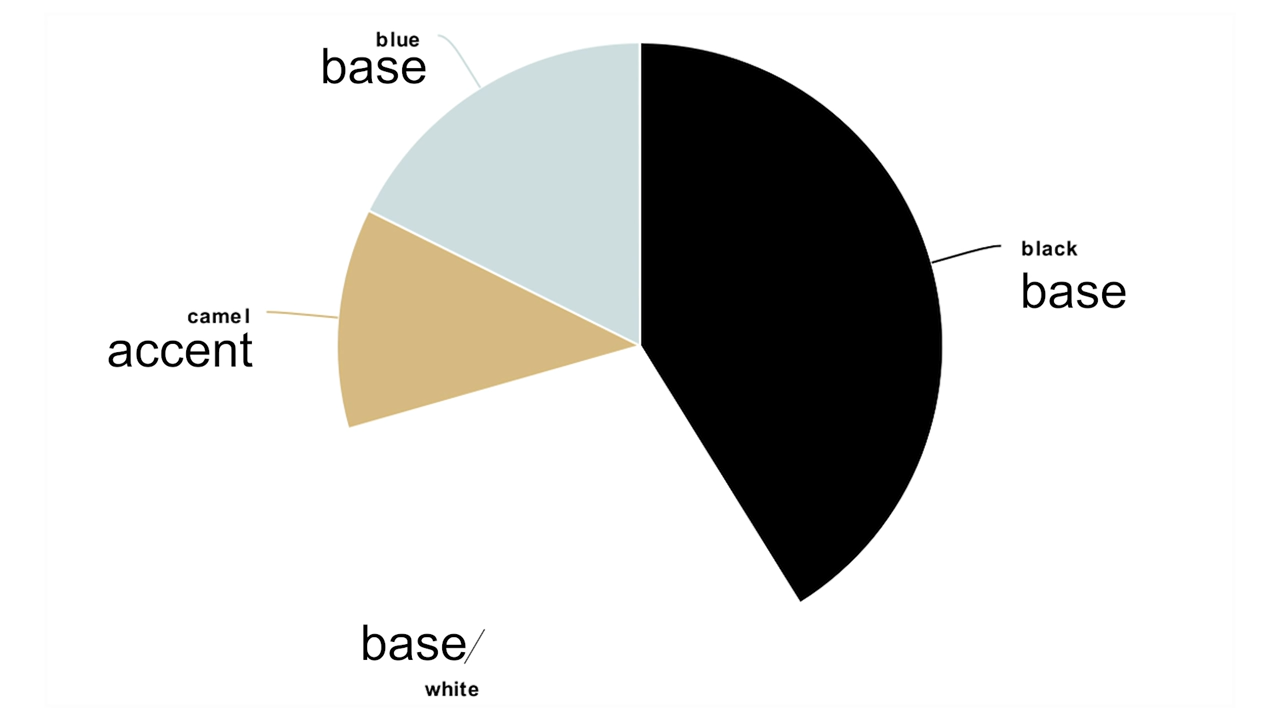 blue
base
black
base
camel
accent
base/
white